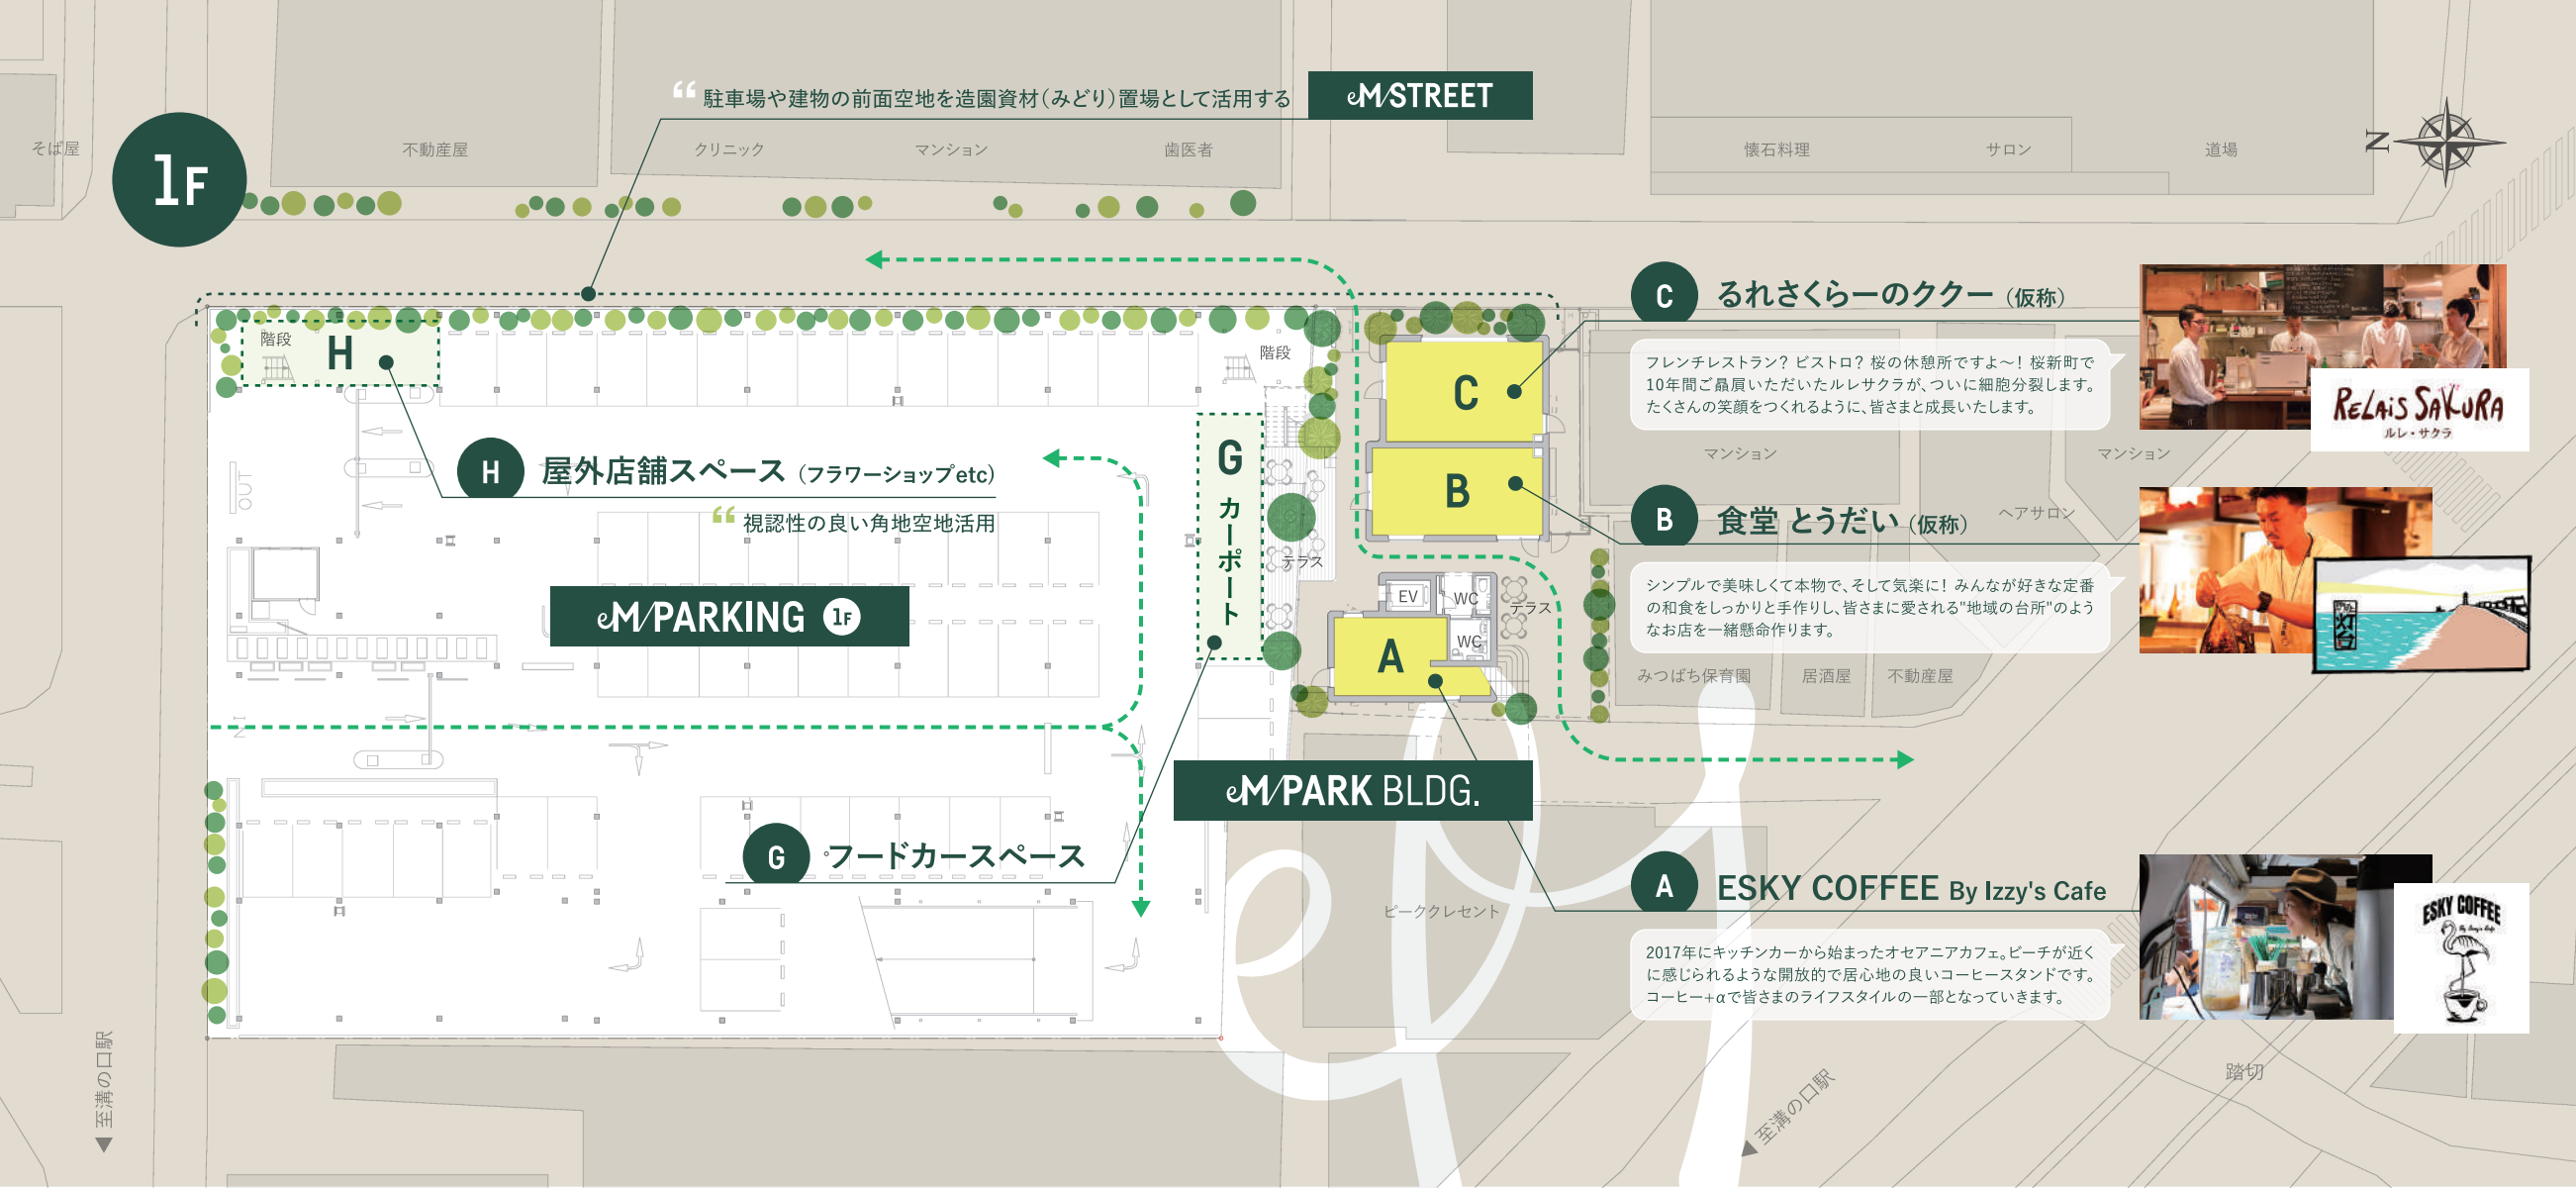 “ 駐車場や建物の前面空地を造園資材（みどり）置場として活用する
eM/STREET
1F
そば屋
不動産屋
クリニック
マンション
歯医者
懐石料理
サロン
道場
N
階段
H
階段
H 屋外店舗スペース（フラワーショップetc）
“ 視認性の良い角地空地活用
OUT
IN
eM/PARKING 1F
G カーポート
テラス
C
B
EV
WC
WC
テラス
A
eM/PARK BLDG.
G フードカースペース
C るれさくらーのククー（仮称）
フレンチレストラン？ ビストロ？ 桜の休憩所ですよ〜！ 桜新町で
10年間ご贔屓いただいたルレサクラが、ついに細胞分裂します。
たくさんの笑顔をつくれるように、皆さまと成長いたします。
RELAIS SAKURA
ルレ・サクラ
マンション
マンション
ヘアサロン
B 食堂 とうだい（仮称）
シンプルで美味しくて本物で、そして気楽に！ みんなが好きな定番
の和食をしっかりと手作りし、皆さまに愛される"地域の台所"のよう
なお店を一緒懸命作ります。
灯台
みつばち保育園
居酒屋
不動産屋
A ESKY COFFEE By Izzy's Cafe
2017年にキッチンカーから始まったオセアニアカフェ。ビーチが近く
に感じられるような開放的で居心地の良いコーヒースタンドです。
コーヒー+αで皆さまのライフスタイルの一部となっていきます。
ESKY COFFEE
By Izzy's Cafe
ピーククレセント
至溝の口駅
至溝の口駅
踏切